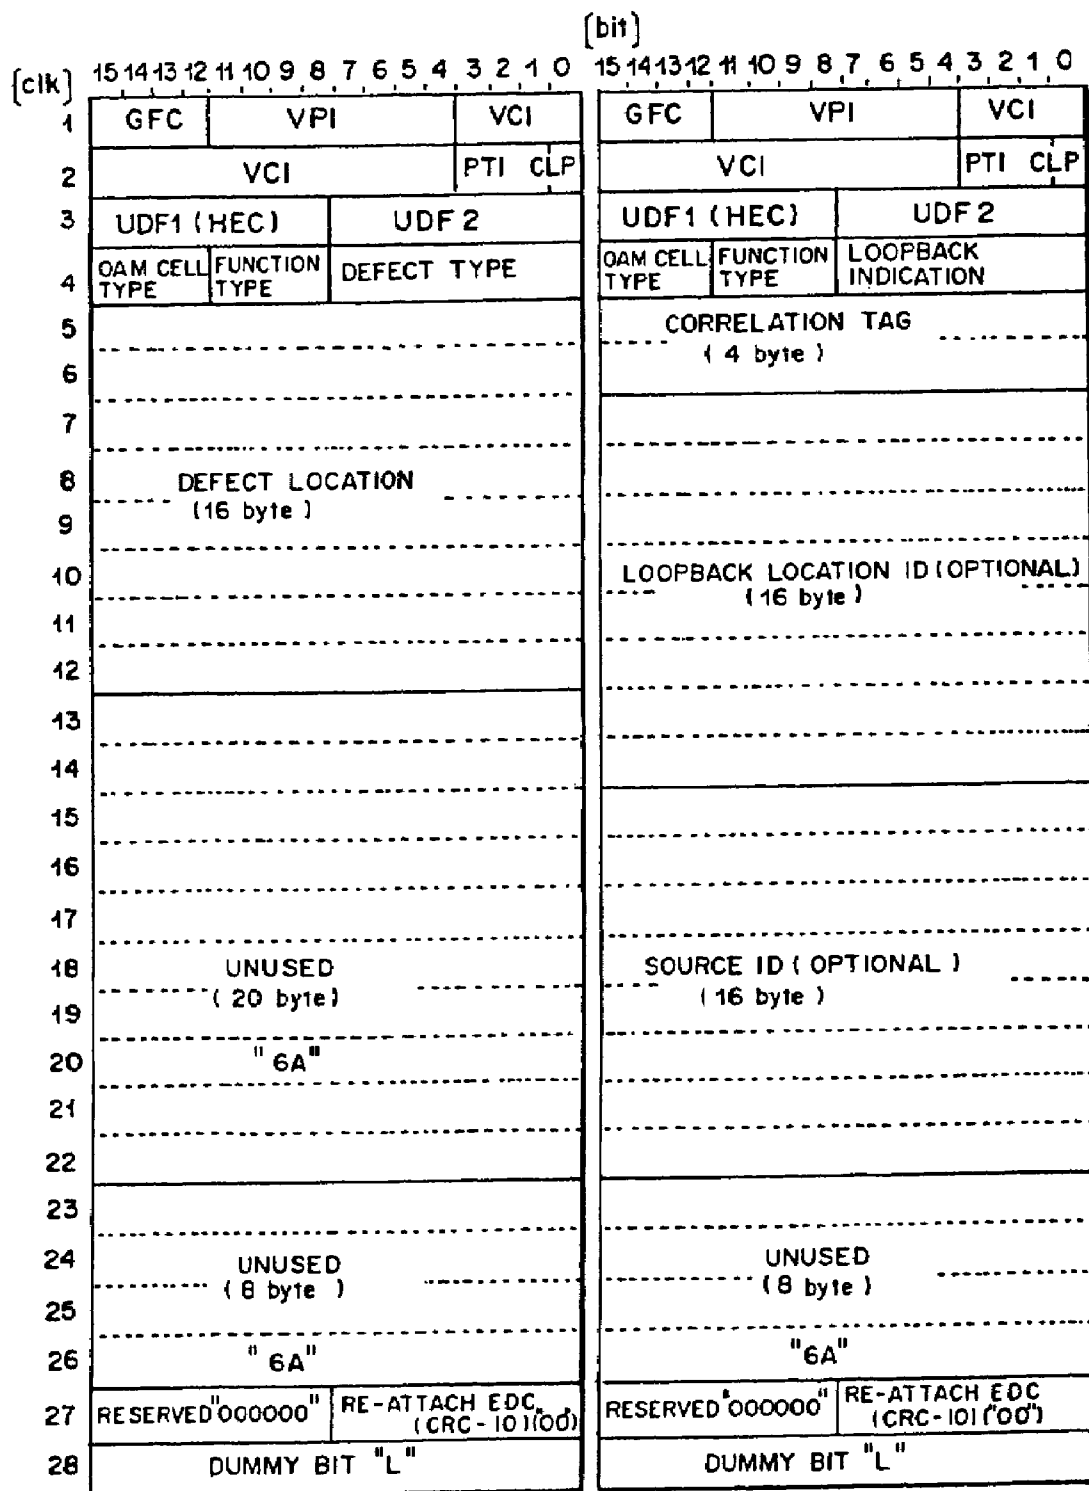 [bit]
[clk] 15 14 13 12 11 10 9 8 7 6 5 4 3 2 1 0 15 14 13 12 11 10 9 8 7 6 5 4 3 2 1 0
1 GFC VPI VCI GFC VPI VCI
2 VCI PTI CLP VCI PTI CLP
3 UDF1 (HEC) UDF2 UDF1 (HEC) UDF2
4 OAM CELL TYPE FUNCTION TYPE DEFECT TYPE OAM CELL TYPE FUNCTION TYPE LOOPBACK INDICATION
5 CORRELATION TAG
(4 byte)
6
7
8 DEFECT LOCATION
(16 byte)
9
10 LOOPBACK LOCATION ID (OPTIONAL)
(16 byte)
11
12
13
14
15
16
17
18 UNUSED SOURCE ID (OPTIONAL)
(20 byte) (16 byte)
19
20 "6A"
21
22
23
24 UNUSED UNUSED
(8 byte) (8 byte)
25
26 "6A" "6A"
27 RESERVED "000000" RE-ATTACH EDC (CRC-10) ("00") RESERVED "000000" RE-ATTACH EDC (CRC-10) ("00")
28 DUMMY BIT "L" DUMMY BIT "L"